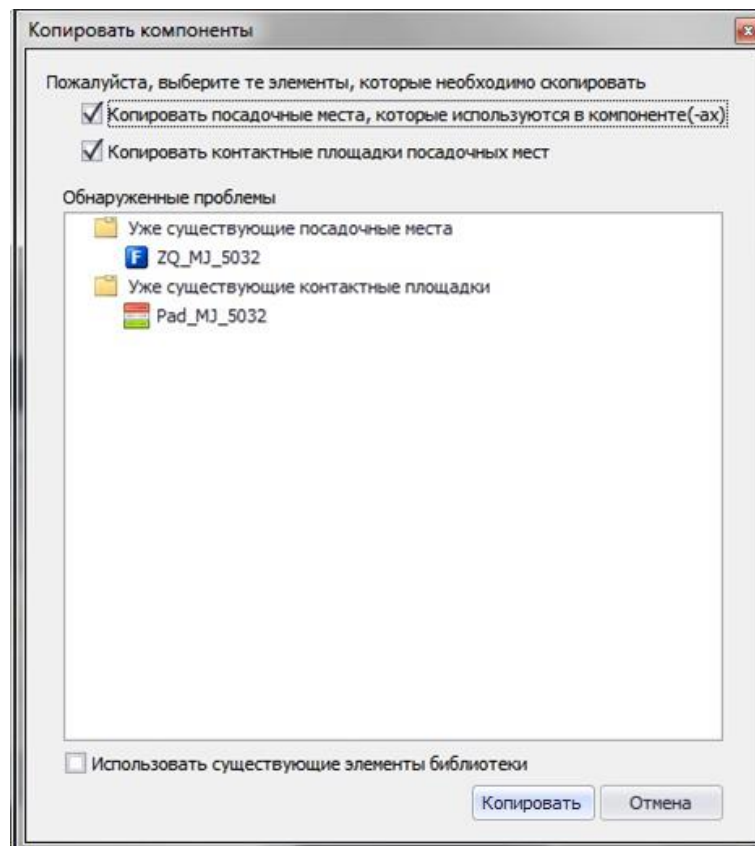 Копировать компоненты
Пожалуйста, выберите те элементы, которые необходимо скопировать
Копировать посадочные места, которые используются в компоненте(-ах)
Копировать контактные площадки посадочных мест
Обнаруженные проблемы
Уже существующие посадочные места
F ZQ_MJ_5032
Уже существующие контактные площадки
Pad_MJ_5032
Использовать существующие элементы библиотеки
Копировать Отмена